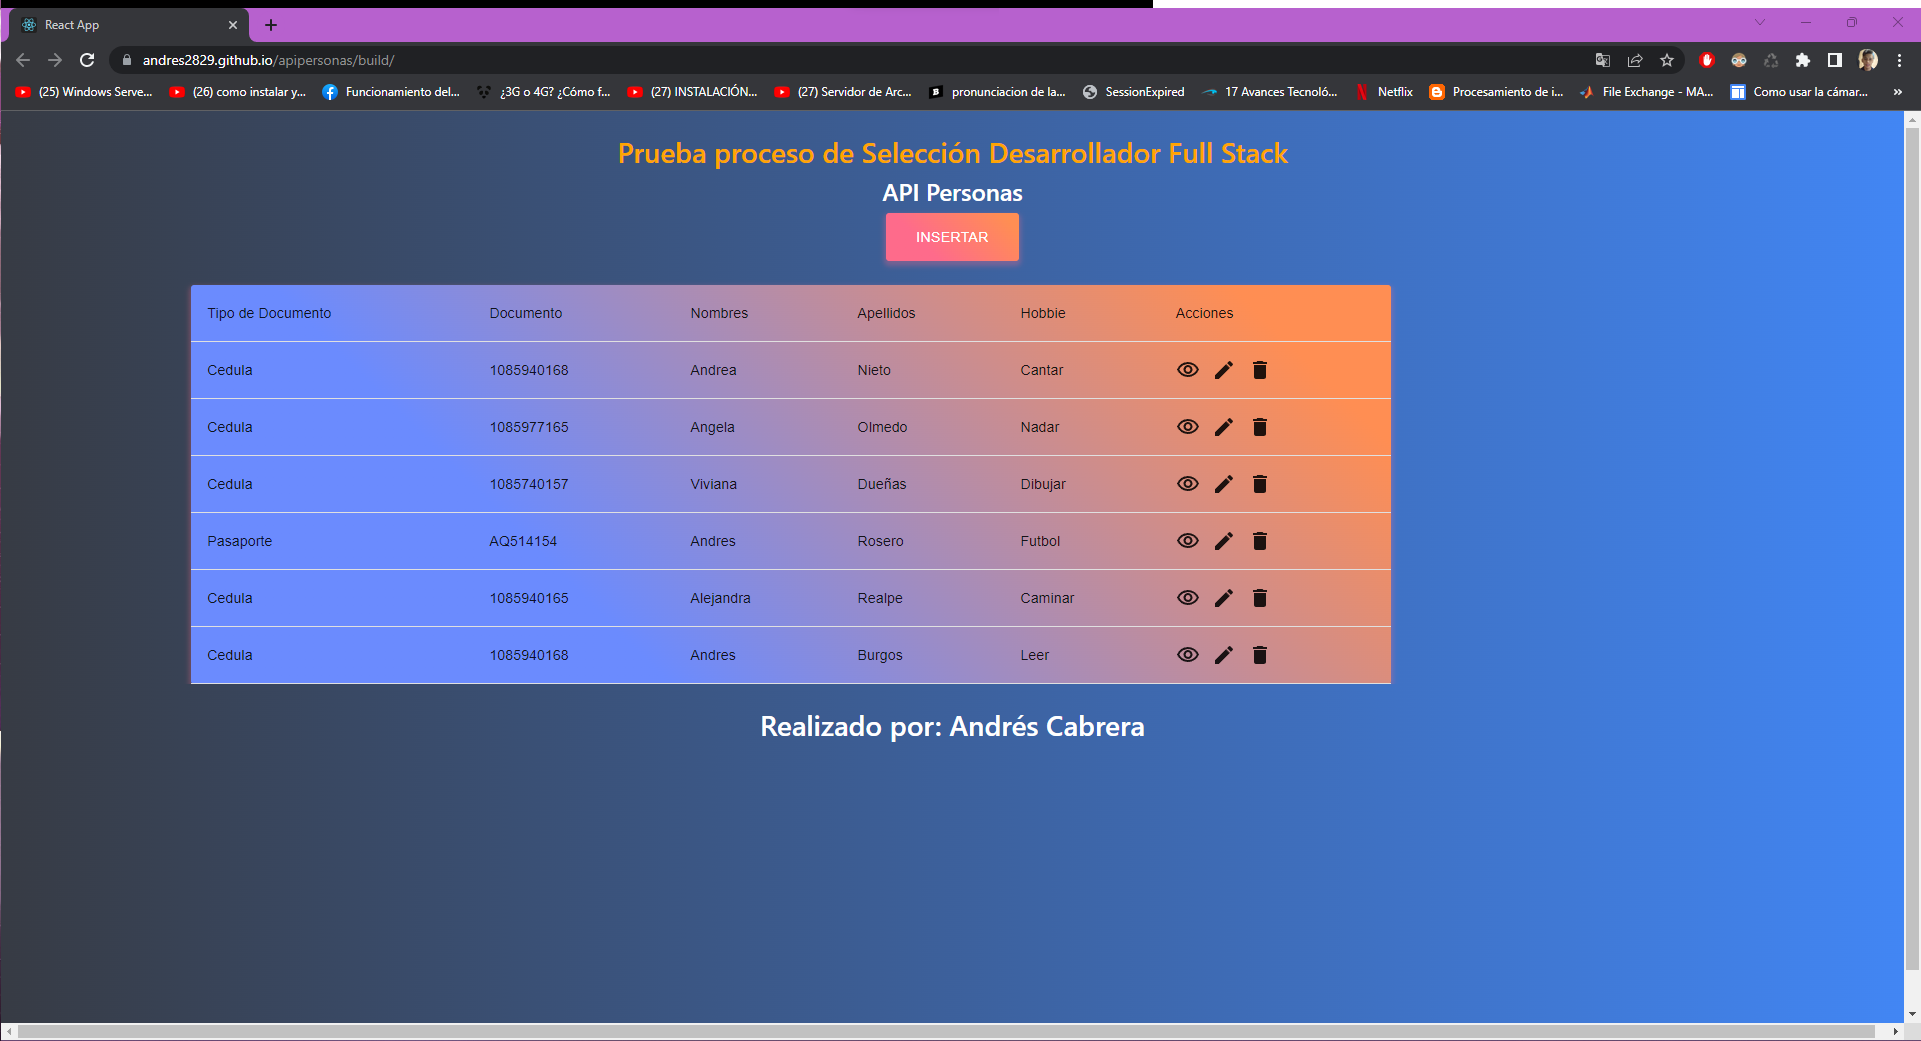 React App
andres2829.github.io/apipersonas/build/
(25) Windows Serve... (26) como instalar y... Funcionamiento del... ¿3G o 4G? ¿Cómo f... (27) INSTALACIÓN... (27) Servidor de Arc... pronunciacion de la... SessionExpired 17 Avances Tecnoló... Netflix Procesamiento de i... File Exchange - MA... Como usar la cámar... »
Prueba proceso de Selección Desarrollador Full Stack
API Personas
INSERTAR
Tipo de Documento Documento Nombres Apellidos Hobbie Acciones
Cedula 1085940168 Andrea Nieto Cantar
Cedula 1085977165 Angela Olmedo Nadar
Cedula 1085740157 Viviana Dueñas Dibujar
Pasaporte AQ514154 Andres Rosero Futbol
Cedula 1085940165 Alejandra Realpe Caminar
Cedula 1085940168 Andres Burgos Leer
Realizado por: Andrés Cabrera